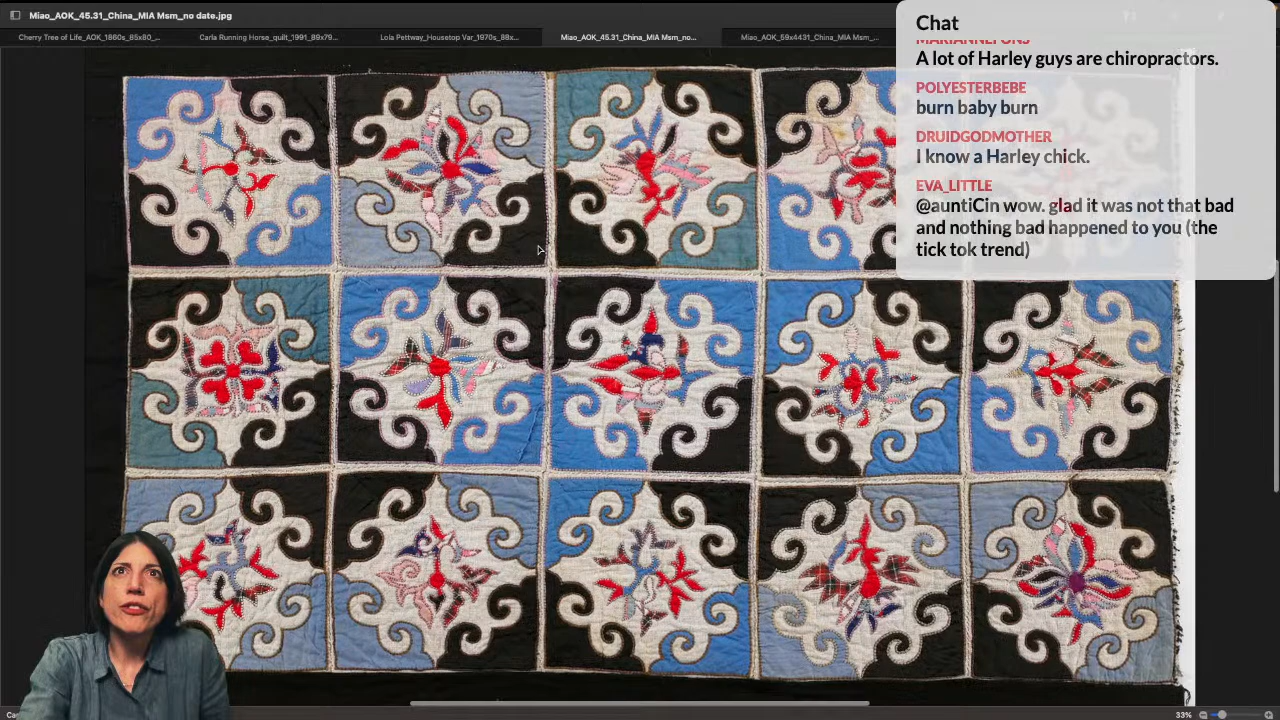 Miao_AOK_45.31_China_MIA Msm_no date.jpg
Cherry Tree of Life_AOK_1860s_85x80_...
Carla Running Horse_quilt_1991_89x79...
Lola Pettway_Housetop Var_1970s_88x...
Miao_AOK_45.31_China_MIA Msm_no...
Miao_AOK_59x4431_China_MIA Msm_...
Chat
MARIANNEFONS
A lot of Harley guys are chiropractors.
POLYESTERBEBE
burn baby burn
DRUIDGODMOTHER
I know a Harley chick.
EVA_LITTLE
@auntiCin wow. glad it was not that bad
and nothing bad happened to you (the
tick tok trend)
33%